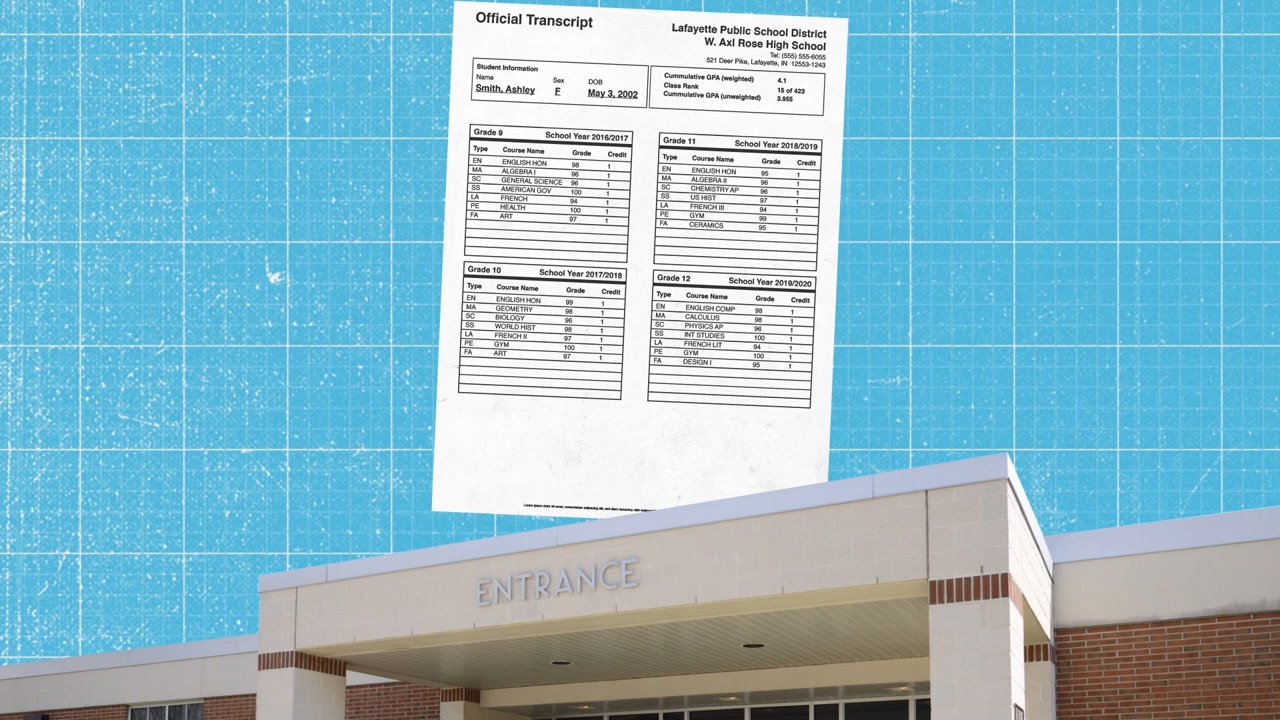 Official Transcript
Lafayette Public School District
W. Axl Rose High School
Tel: (555) 555-6055
521 Deer Pike, Lafayette, IN 12553-1243
Student Information
Name Sex DOB
Smith, Ashley F May 3, 2002
Cummulative GPA (weighted) 4.1
Class Rank 15 of 423
Cummulative GPA (unweighted) 3.955
Grade 9 School Year 2016/2017
Type Course Name Grade Credit
EN ENGLISH HON 98 1
MA ALGEBRA I 96 1
SC GENERAL SCIENCE 96 1
SS AMERICAN GOV 100 1
LA FRENCH 94 1
PE HEALTH 100 1
FA ART 97 1
Grade 10 School Year 2017/2018
Type Course Name Grade Credit
EN ENGLISH HON 99 1
MA GEOMETRY 98 1
SC BIOLOGY 96 1
SS WORLD HIST 98 1
LA FRENCH II 97 1
PE GYM 100 1
FA ART 97 1
Grade 11 School Year 2018/2019
Type Course Name Grade Credit
EN ENGLISH HON 95 1
MA ALGEBRA II 96 1
SC CHEMISTRY AP 96 1
SS US HIST 97 1
LA FRENCH III 94 1
PE GYM 99 1
FA CERAMICS 95 1
Grade 12 School Year 2019/2020
Type Course Name Grade Credit
EN ENGLISH COMP 98 1
MA CALCULUS 98 1
SC PHYSICS AP 96 1
SS INT STUDIES 100 1
LA FRENCH LIT 94 1
PE GYM 100 1
FA DESIGN I 95 1
Lorem ipsum dolor sit amet,
ENTRANCE